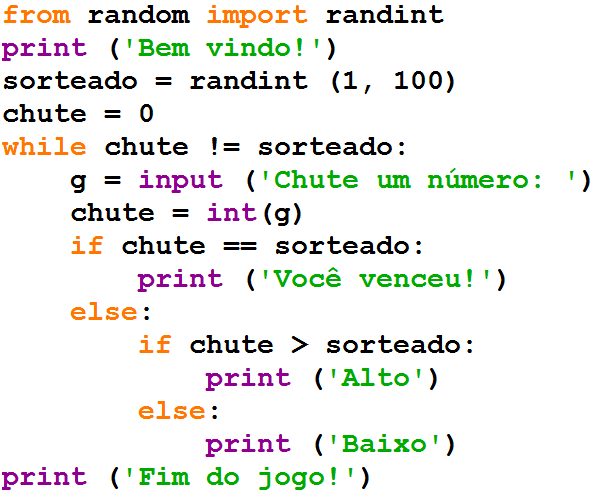 from random import randint
print ('Bem vindo!')
sorteado = randint (1, 100)
chute = 0
while chute != sorteado:
    g = input ('Chute um número: ')
    chute = int(g)
    if chute == sorteado:
        print ('Você venceu!')
    else:
        if chute > sorteado:
            print ('Alto')
        else:
            print ('Baixo')
print ('Fim do jogo!')